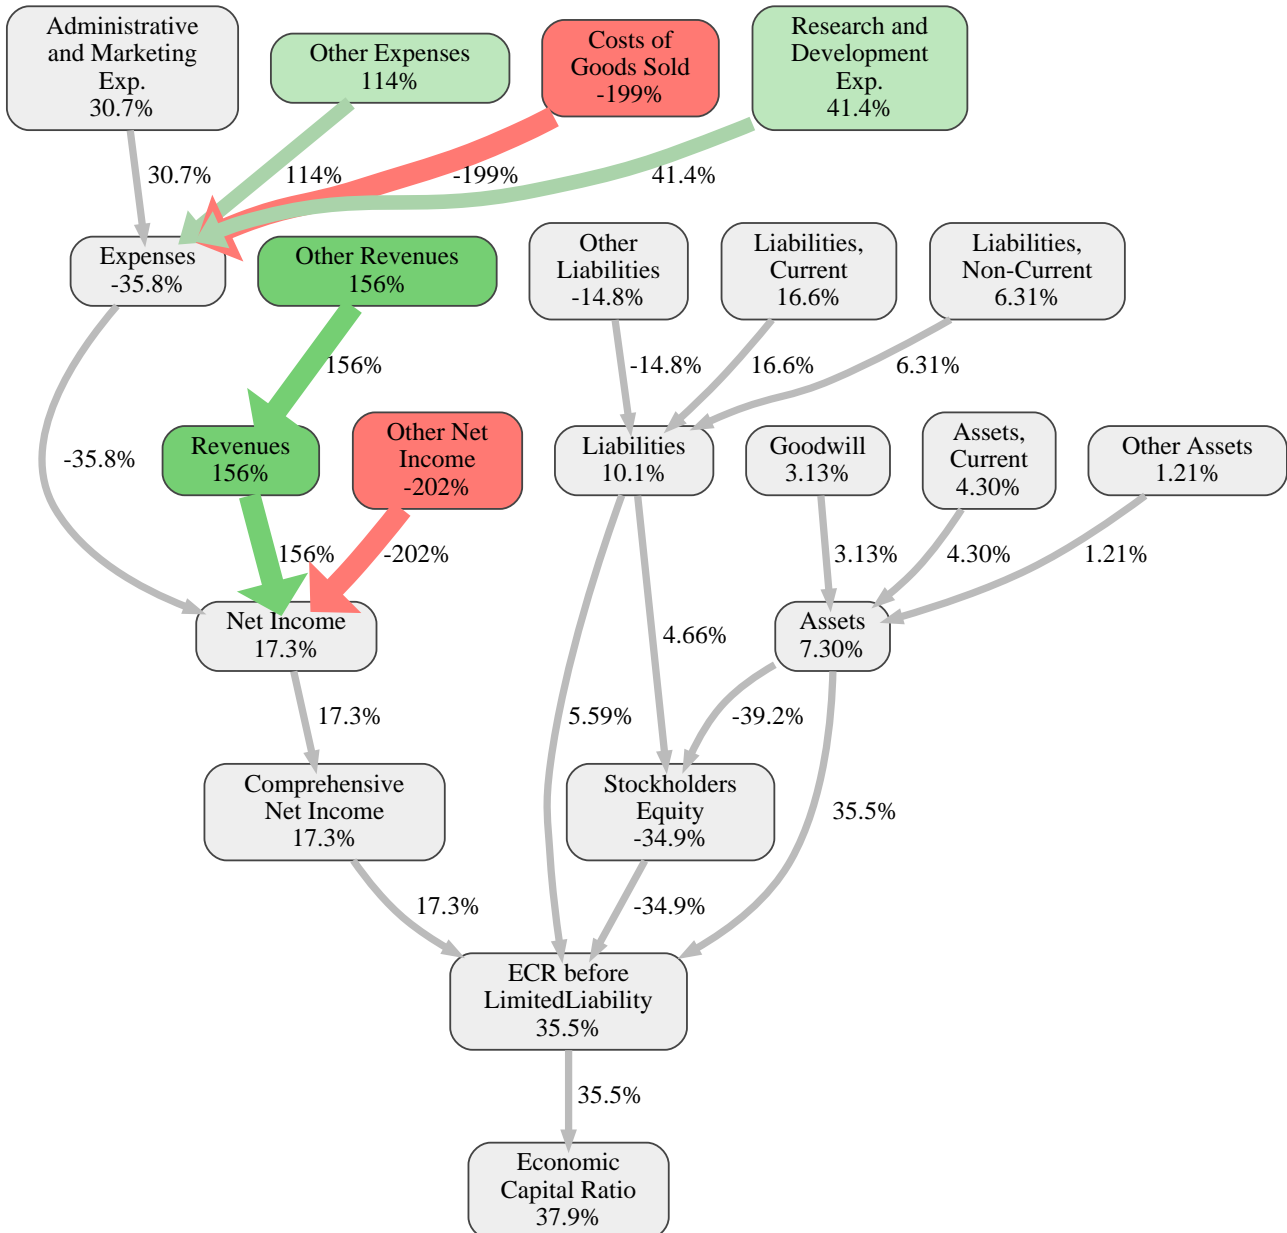 Administrative
and Marketing
Exp.
30.7%
Other Expenses
114%
Costs of
Goods Sold
-199%
Research and
Development
Exp.
41.4%
30.7%
114%
-199%
41.4%
Expenses
-35.8%
Other Revenues
156%
Other
Liabilities
-14.8%
Liabilities,
Current
16.6%
Liabilities,
Non-Current
6.31%
156%
-14.8%
16.6%
6.31%
-35.8%
Revenues
156%
Other Net
Income
-202%
Liabilities
10.1%
Goodwill
3.13%
Assets,
Current
4.30%
Other Assets
1.21%
156%
-202%
3.13%
4.30%
1.21%
Net Income
17.3%
4.66%
Assets
7.30%
17.3%
5.59%
-39.2%
Comprehensive
Net Income
17.3%
Stockholders
Equity
-34.9%
35.5%
17.3%
-34.9%
ECR before
LimitedLiability
35.5%
35.5%
Economic
Capital Ratio
37.9%